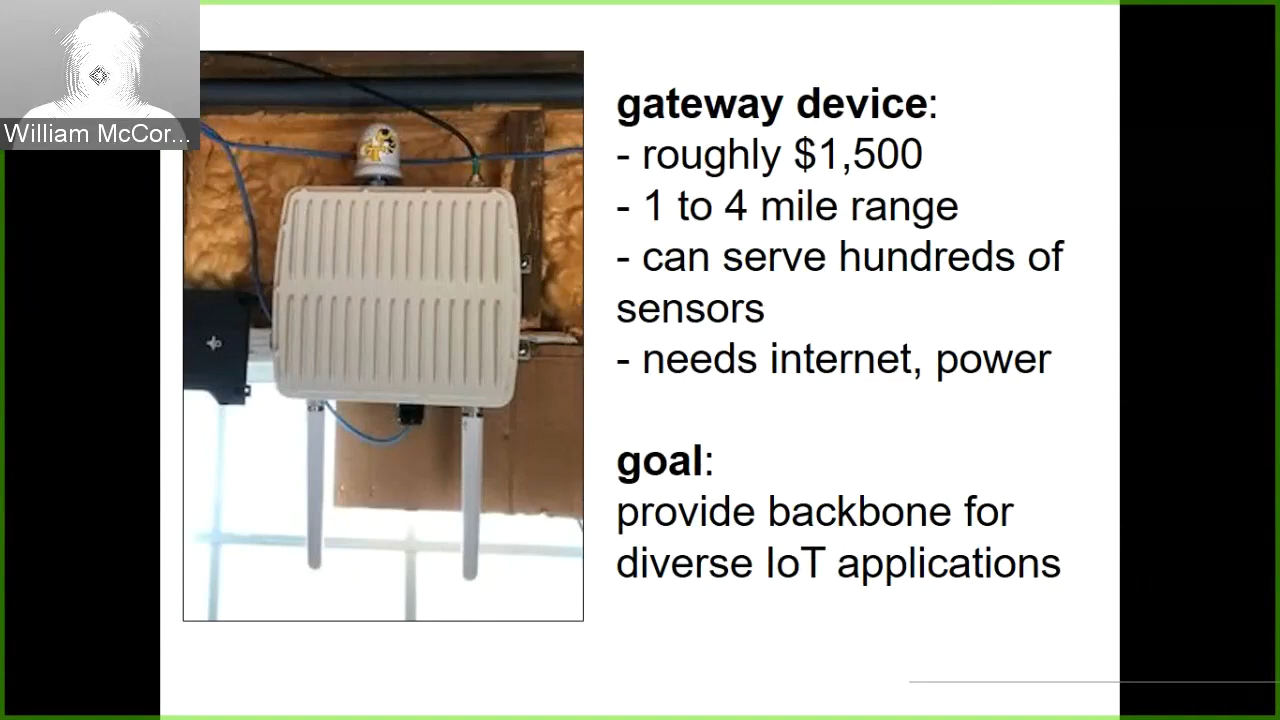 William McCor...
gateway device:
- roughly $1,500
- 1 to 4 mile range
- can serve hundreds of
sensors
- needs internet, power
goal:
provide backbone for
diverse IoT applications